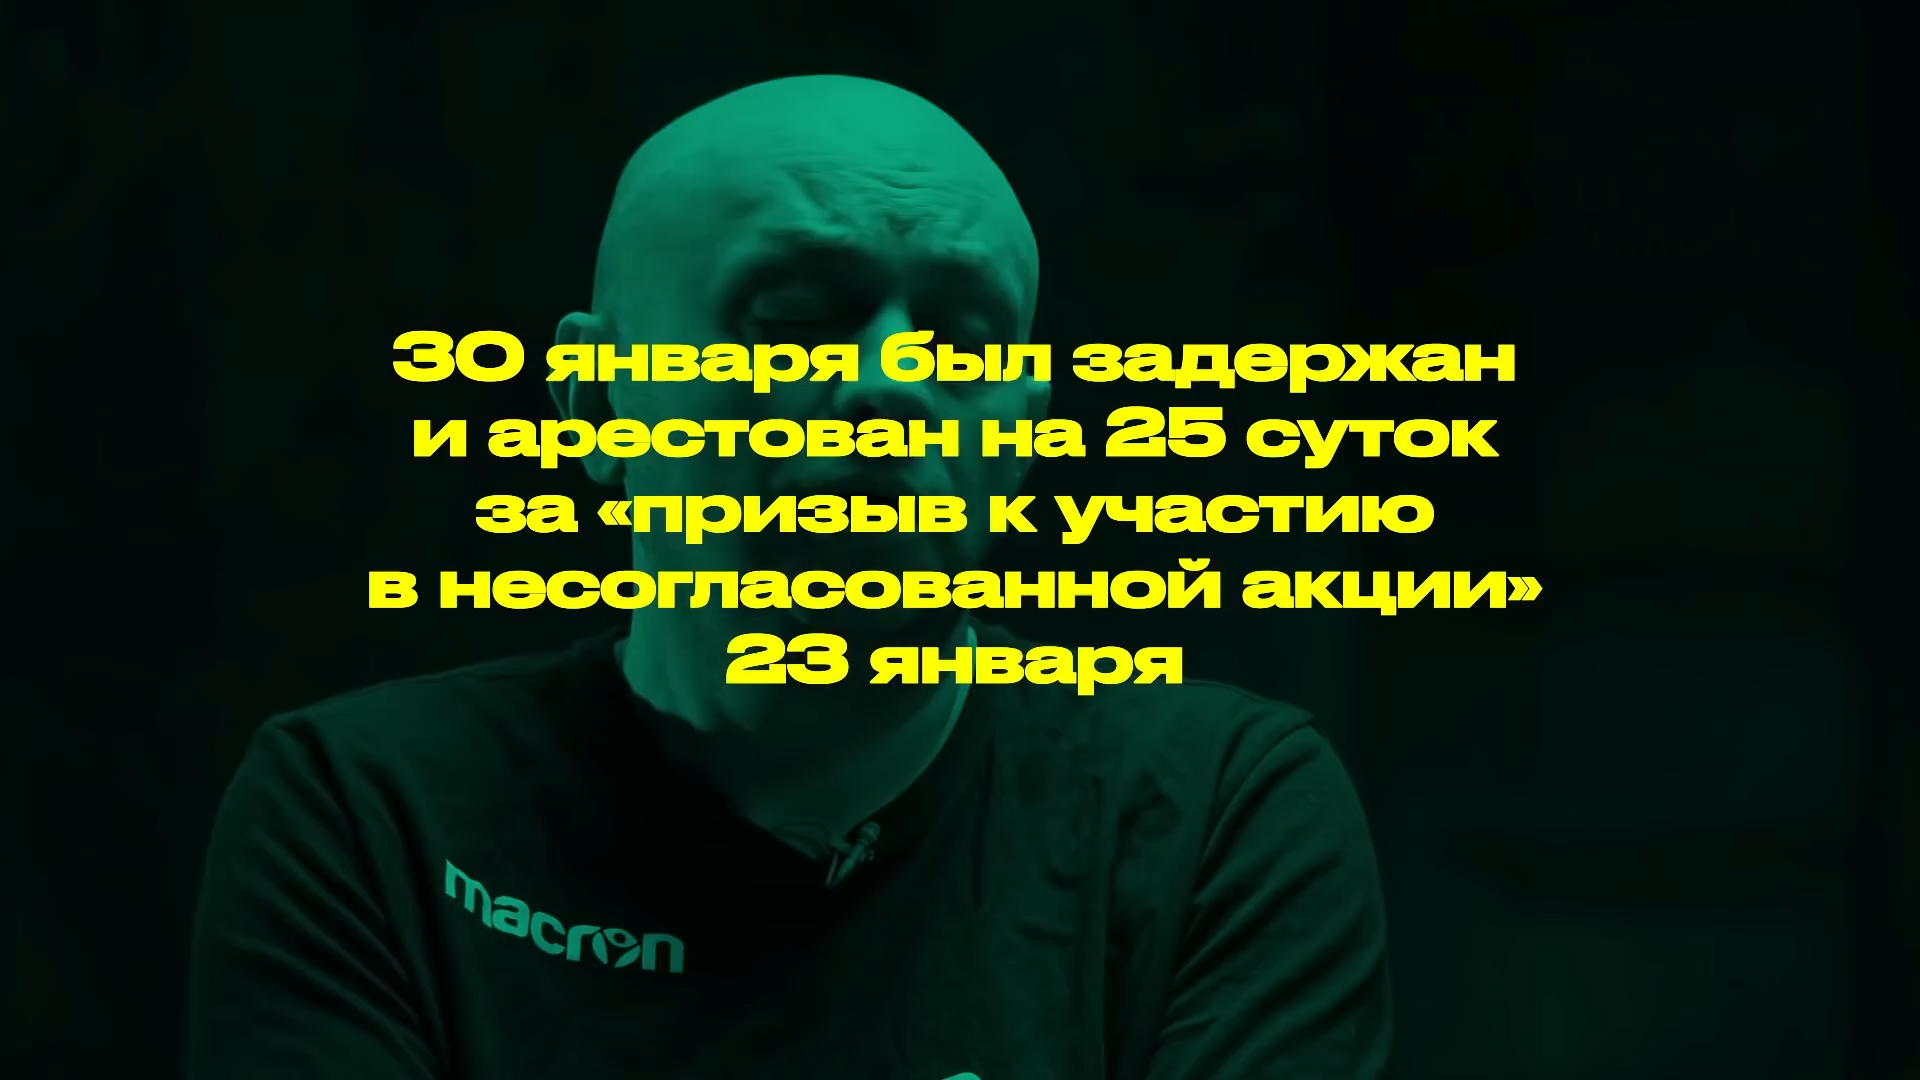 30 января был задержан
и арестован на 25 суток
за «призыв к участию
в несогласованной акции»
23 января
macron